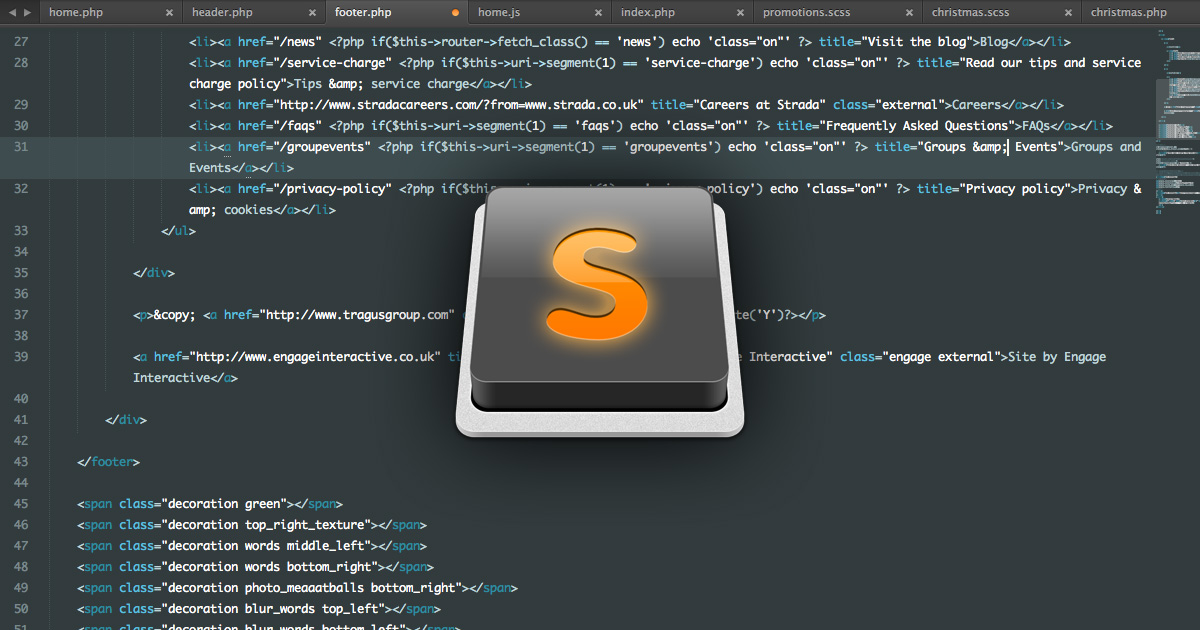 home.php × header.php × footer.php home.js × index.php × promotions.scss × christmas.scss × christmas.php
27 <li><a href="/news" <?php if($this->router->fetch_class() == 'news') echo 'class="on"' ?> title="Visit the blog">Blog</a></li>
28 <li><a href="/service-charge" <?php if($this->uri->segment(1) == 'service-charge') echo 'class="on"' ?> title="Read our tips and service
charge policy">Tips &amp; service charge</a></li>
29 <li><a href="http://www.stradacareers.com/?from=www.strada.co.uk" title="Careers at Strada" class="external">Careers</a></li>
30 <li><a href="/faqs" <?php if($this->uri->segment(1) == 'faqs') echo 'class="on"' ?> title="Frequently Asked Questions">FAQs</a></li>
31 <li><a href="/groupevents" <?php if($this->uri->segment(1) == 'groupevents') echo 'class="on"' ?> title="Groups &amp; Events">Groups and
Events</a></li>
32 <li><a href="/privacy-policy" <?php if($this policy') echo 'class="on"' ?> title="Privacy policy">Privacy &
amp; cookies</a></li>
33 </ul>
34
35 </div>
36
37 <p>&copy; <a href="http://www.tragusgroup.com" te('Y')?></p>
38
39 <a href="http://www.engageinteractive.co.uk" ti Interactive" class="engage external">Site by Engage
Interactive</a>
40
41 </div>
42
43 </footer>
44
45 <span class="decoration green"></span>
46 <span class="decoration top_right_texture"></span>
47 <span class="decoration words middle_left"></span>
48 <span class="decoration words bottom_right"></span>
49 <span class="decoration photo_meaaatballs bottom_right"></span>
50 <span class="decoration blur_words top_left"></span>
51 <span class="decoration blur_words bottom_left"></span>
S